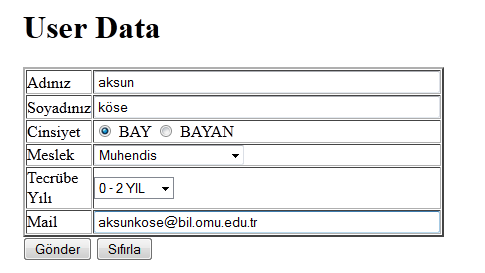 User Data
Adınız aksun
Soyadınız köse
Cinsiyet BAY BAYAN
Meslek Muhendis
Tecrübe
Yılı 0 - 2 YIL
Mail aksunkose@bil.omu.edu.tr
Gönder Sıfırla